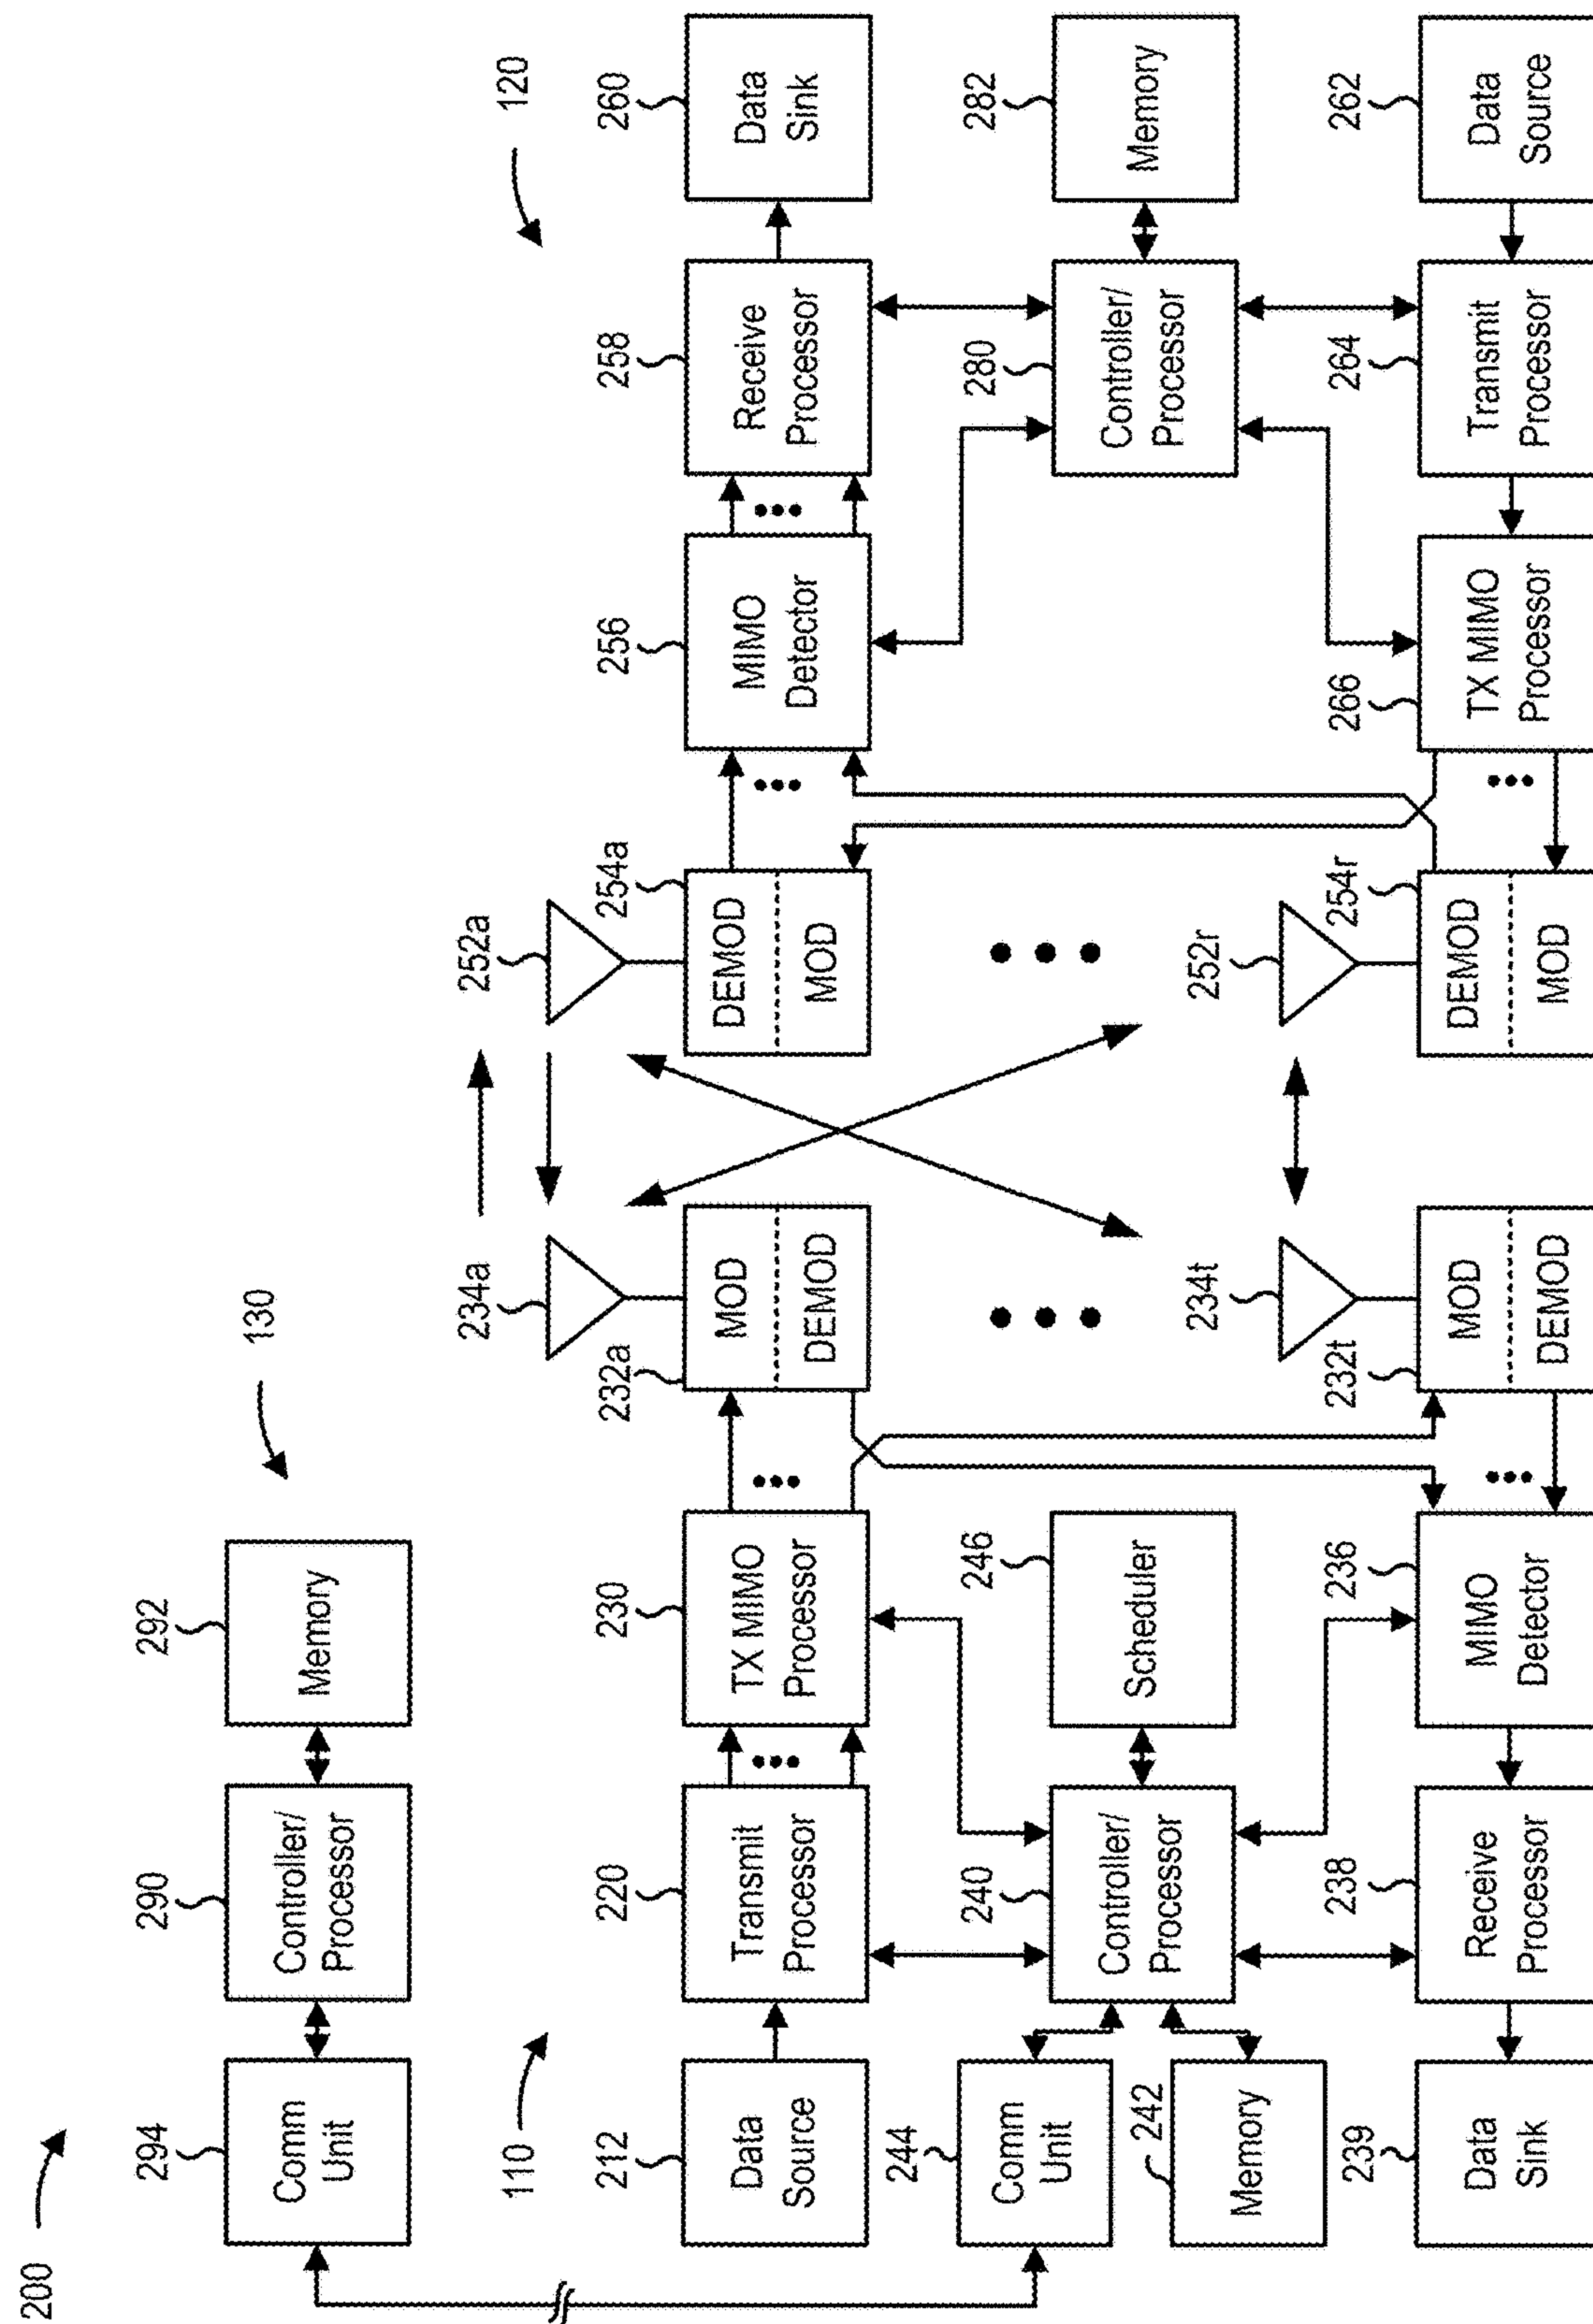 200
130
294
290
292
Comm
Unit
Controller/
Processor
Memory
110
120
234a
252a
212
220
230
232a
254a
256
258
260
Data
Source
Transmit
Processor
TX MIMO
Processor
MOD
DEMOD
DEMOD
MOD
MIMO
Detector
Receive
Processor
Data
Sink
244
240
246
280
282
Comm
Unit
Controller/
Processor
Scheduler
Controller/
Processor
Memory
242
Memory
234t
252r
239
238
236
232t
254r
266
264
262
Data
Sink
Receive
Processor
MIMO
Detector
MOD
DEMOD
DEMOD
MOD
TX MIMO
Processor
Transmit
Processor
Data
Source